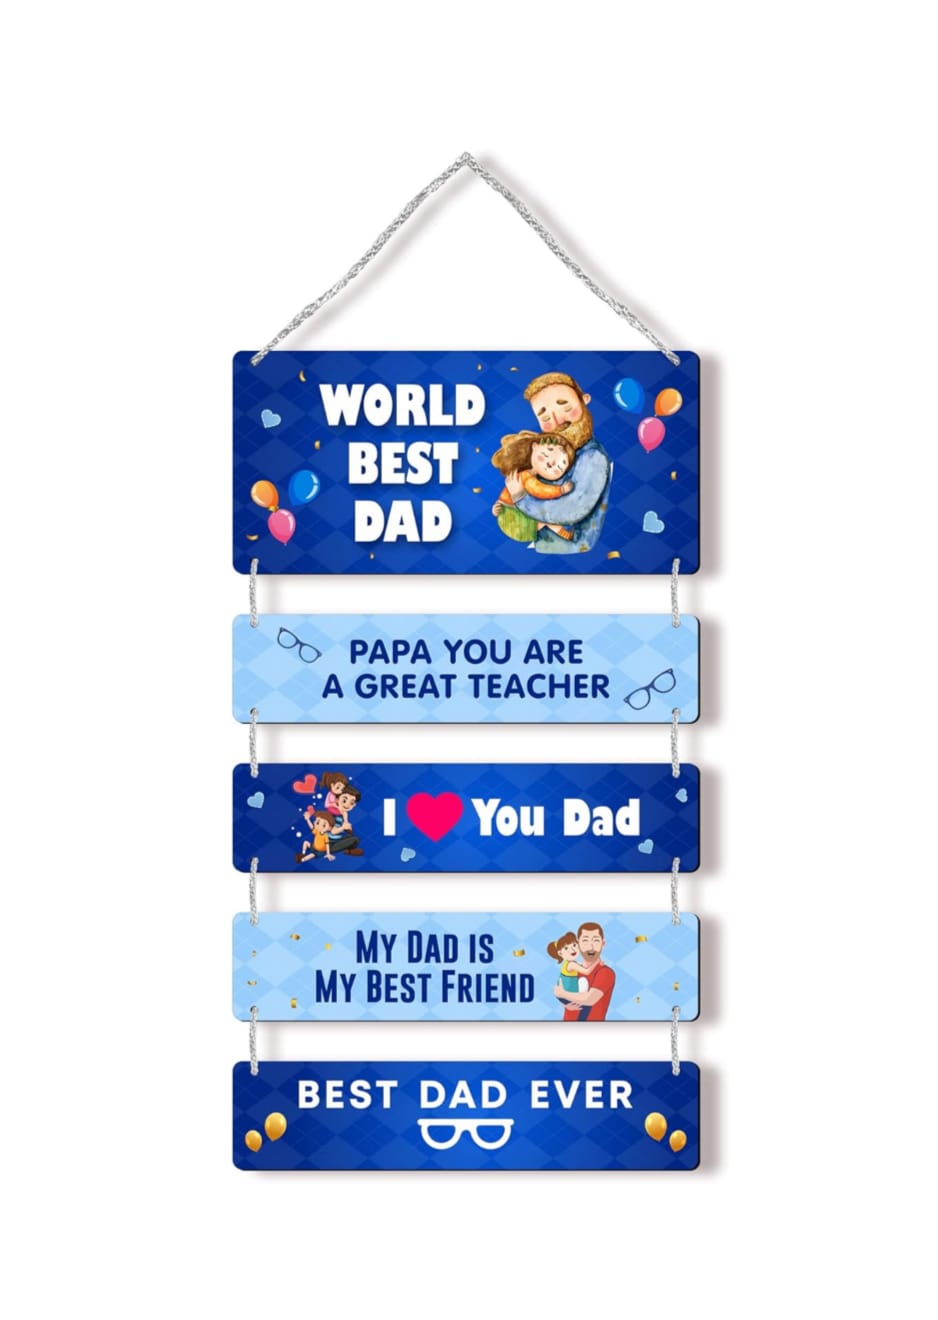 WORLD
BEST
DAD
PAPA YOU ARE
A GREAT TEACHER
I ❤ You Dad
My Dad is
My Best Friend
BEST DAD EVER